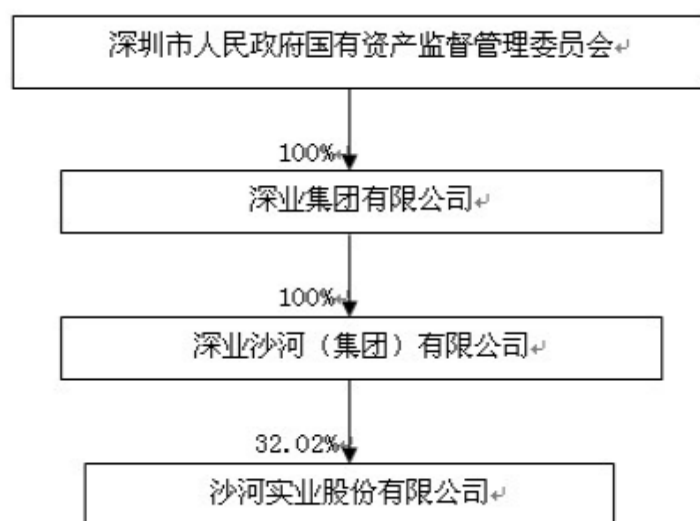 深圳市人民政府国有资产监督管理委员会
100%
深业集团有限公司
100%
深业沙河（集团）有限公司
32.02%
沙河实业股份有限公司